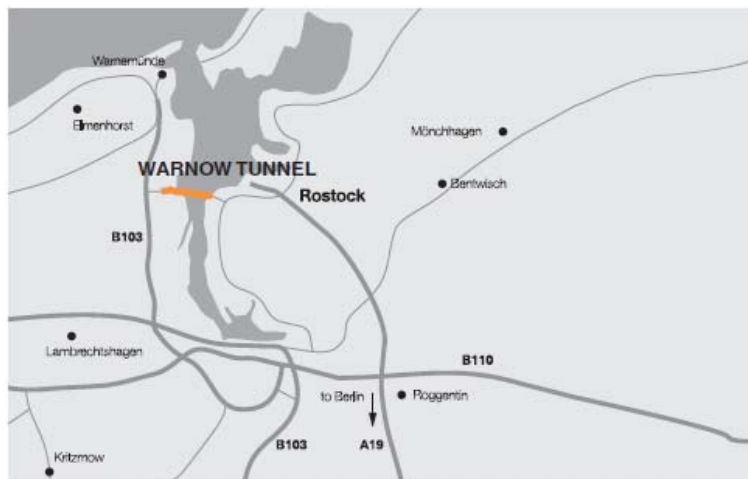 Warnemünde
Elmenhorst
Mönchhagen
WARNOW TUNNEL
Bentwisch
Rostock
B103
Lambrechtshagen
B110
to Berlin
Roggentin
B103
A19
Kritzmow